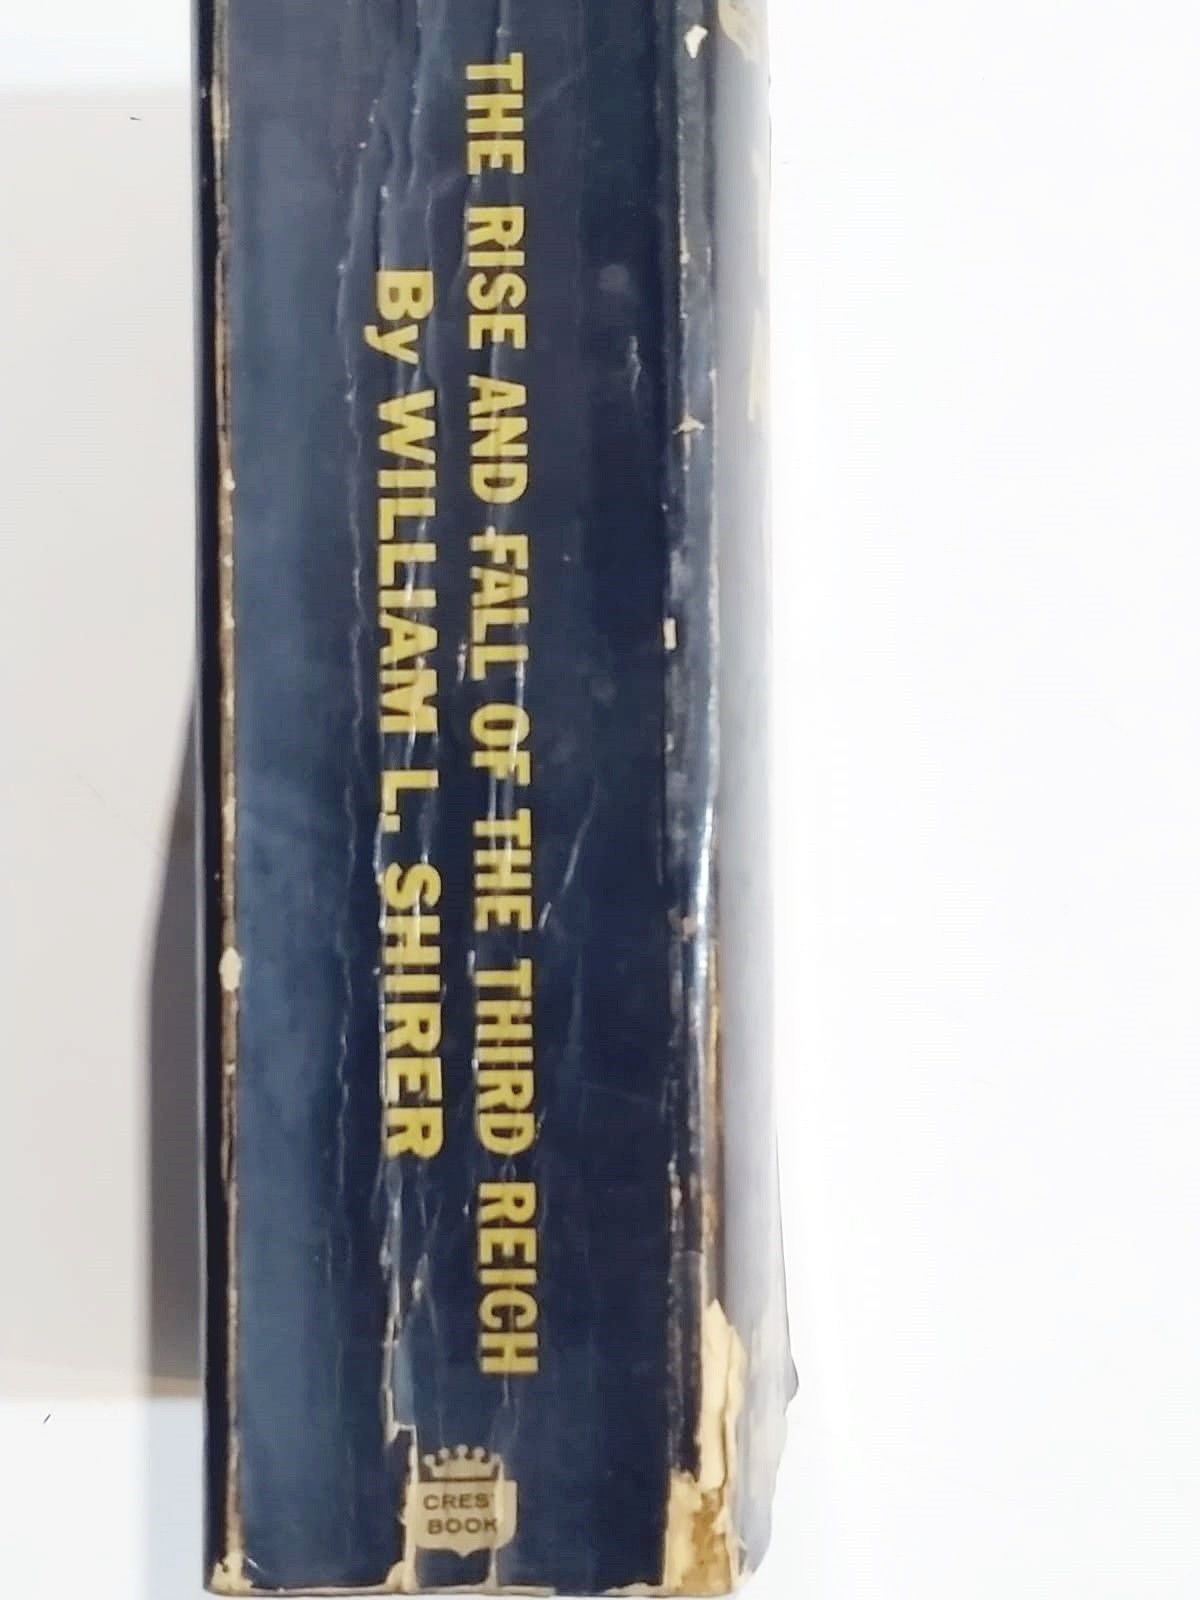 THE RISE AND FALL OF THE THIRD REICH
By WILLIAM L. SHIRER
CREST
BOOK